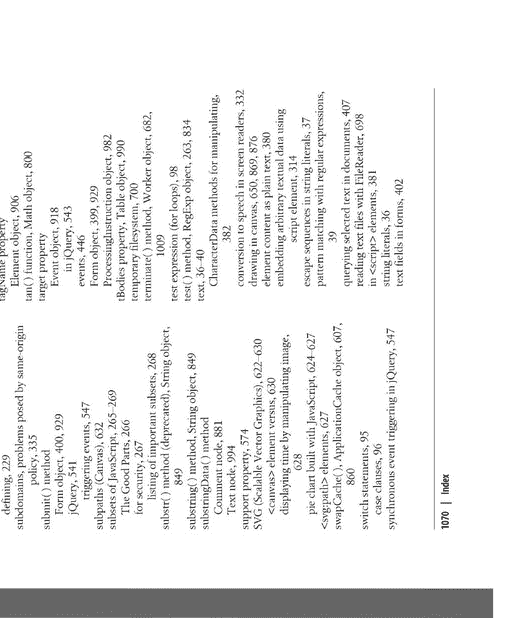 defining, 229
subdomains, problems posed by same-origin
policy, 335
submit( ) method
Form object, 400, 929
jQuery, 541
triggering events, 547
subpaths (Canvas), 632
subsets of JavaScript, 265–269
The Good Parts, 266
for security, 267
listing of important subsets, 268
substr( ) method (deprecated), String object,
849
substring( ) method, String object, 849
substringData( ) method
Comment node, 881
Text node, 994
support property, 574
SVG (Scalable Vector Graphics), 622–630
<canvas> element versus, 630
displaying time by manipulating image,
628
pie chart built with JavaScript, 624–627
<svg:path> elements, 627
swapCache( ), ApplicationCache object, 607,
860
switch statements, 95
case clauses, 96
synchronous event triggering in jQuery, 547
tagName property
Element object, 906
tan( ) function, Math object, 800
target property
Event object, 918
in jQuery, 543
events, 446
Form object, 399, 929
ProcessingInstruction object, 982
tBodies property, Table object, 990
temporary filesystem, 700
terminate( ) method, Worker object, 682,
1009
test expression (for loops), 98
test( ) method, RegExp object, 263, 834
text, 36–40
CharacterData methods for manipulating,
382
conversion to speech in screen readers, 332
drawing in canvas, 650, 869, 876
element content as plain text, 380
embedding arbitrary textual data using
script element, 314
escape sequences in string literals, 37
pattern matching with regular expressions,
39
querying selected text in documents, 407
reading text files with FileReader, 698
in <script> elements, 381
string literals, 36
text fields in forms, 402
1070 | Index